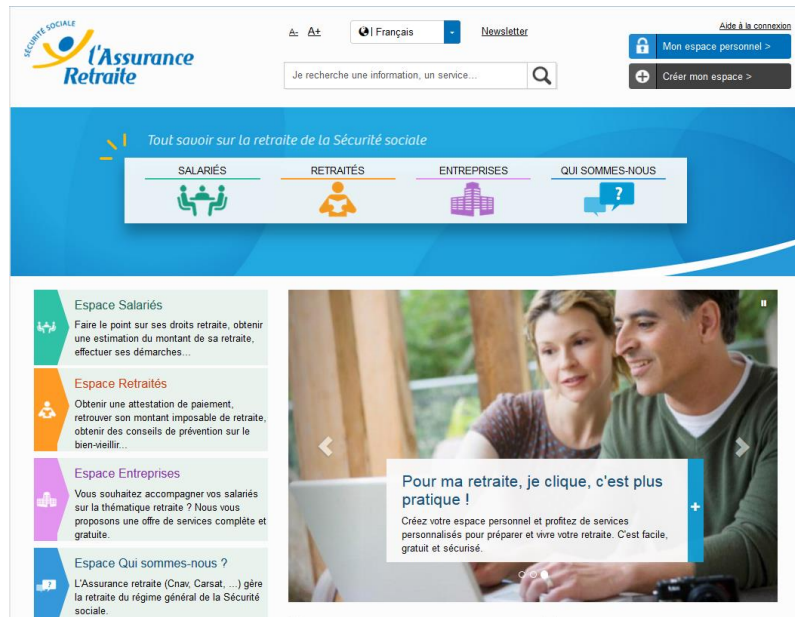 SÉCURITÉ SOCIALE
l'Assurance
Retraite
A- A+
Français
Newsletter
Je recherche une information, un service...
Aide à la connexion
Mon espace personnel >
Créer mon espace >
Tout savoir sur la retraite de la Sécurité sociale
SALARIÉS
RETRAITÉS
ENTREPRISES
QUI SOMMES-NOUS
?
Espace Salariés
Faire le point sur ses droits retraite, obtenir
une estimation du montant de sa retraite,
effectuer ses démarches...
Espace Retraités
Obtenir une attestation de paiement,
retrouver son montant imposable de retraite,
obtenir des conseils de prévention sur le
bien-vieillir...
Espace Entreprises
Vous souhaitez accompagner vos salariés
sur la thématique retraite ? Nous vous
proposons une offre de services complète et
gratuite.
Espace Qui sommes-nous ?
L'Assurance retraite (Cnav, Carsat, ...) gère
la retraite du régime général de la Sécurité
sociale.
Pour ma retraite, je clique, c'est plus
pratique !
Créez votre espace personnel et profitez de services
personnalisés pour préparer et vivre votre retraite. C'est facile,
gratuit et sécurisé.
+